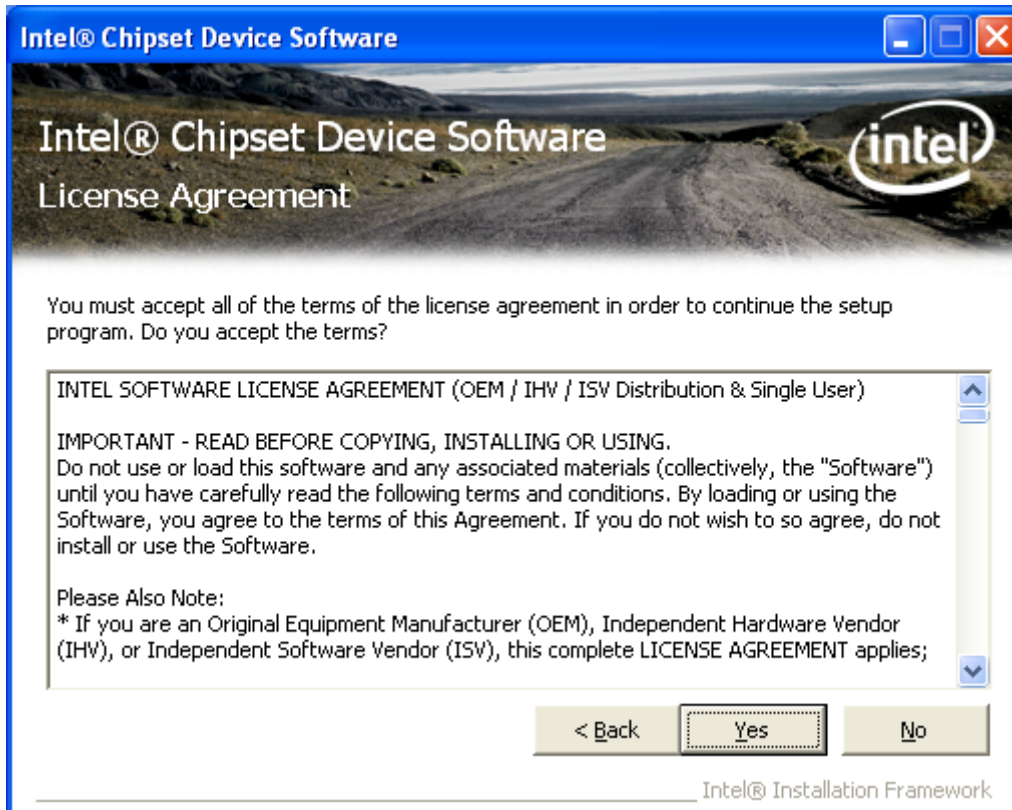 Intel® Chipset Device Software
Intel® Chipset Device Software
intel
License Agreement
You must accept all of the terms of the license agreement in order to continue the setup
program. Do you accept the terms?
INTEL SOFTWARE LICENSE AGREEMENT (OEM / IHV / ISV Distribution & Single User)
IMPORTANT - READ BEFORE COPYING, INSTALLING OR USING.
Do not use or load this software and any associated materials (collectively, the "Software")
until you have carefully read the following terms and conditions. By loading or using the
Software, you agree to the terms of this Agreement. If you do not wish to so agree, do not
install or use the Software.
Please Also Note:
* If you are an Original Equipment Manufacturer (OEM), Independent Hardware Vendor
(IHV), or Independent Software Vendor (ISV), this complete LICENSE AGREEMENT applies;
< Back Yes No
Intel® Installation Framework